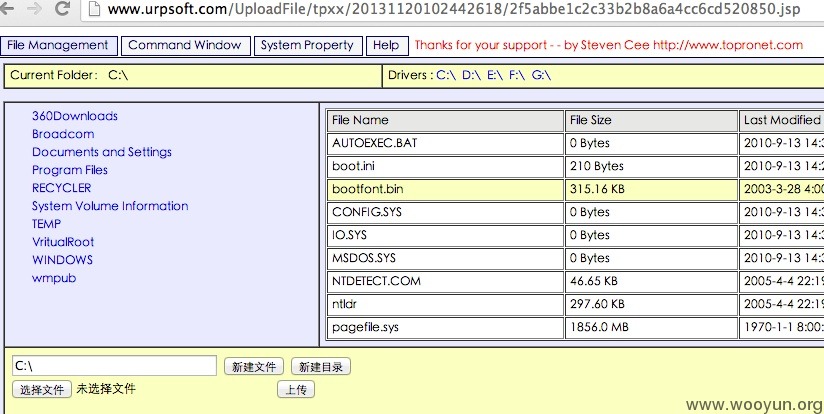 www.urpsoft.com/UploadFile/tpxx/20131120102442618/2f5abbe1c2c33b2b8a6a4cc6cd520850.jsp
File Management Command Window System Property Help Thanks for your support - - by Steven Cee http://www.topronet.com
Current Folder: C:\ Drivers : C:\ D:\ E:\ F:\ G:\
360Downloads
Broadcom
Documents and Settings
Program Files
RECYCLER
System Volume Information
TEMP
VritualRoot
WINDOWS
wmpub
File Name File Size Last Modified
AUTOEXEC.BAT 0 Bytes 2010-9-13 14:3
boot.ini 210 Bytes 2010-9-13 14:2
bootfont.bin 315.16 KB 2003-3-28 4:00
CONFIG.SYS 0 Bytes 2010-9-13 14:3
IO.SYS 0 Bytes 2010-9-13 14:3
MSDOS.SYS 0 Bytes 2010-9-13 14:3
NTDETECT.COM 46.65 KB 2005-4-4 22:19
ntldr 297.60 KB 2005-4-4 22:19
pagefile.sys 1856.0 MB 1970-1-1 8:00:
C:\ 新建文件 新建目录
选择文件 未选择文件 上传
www.wooyun.org